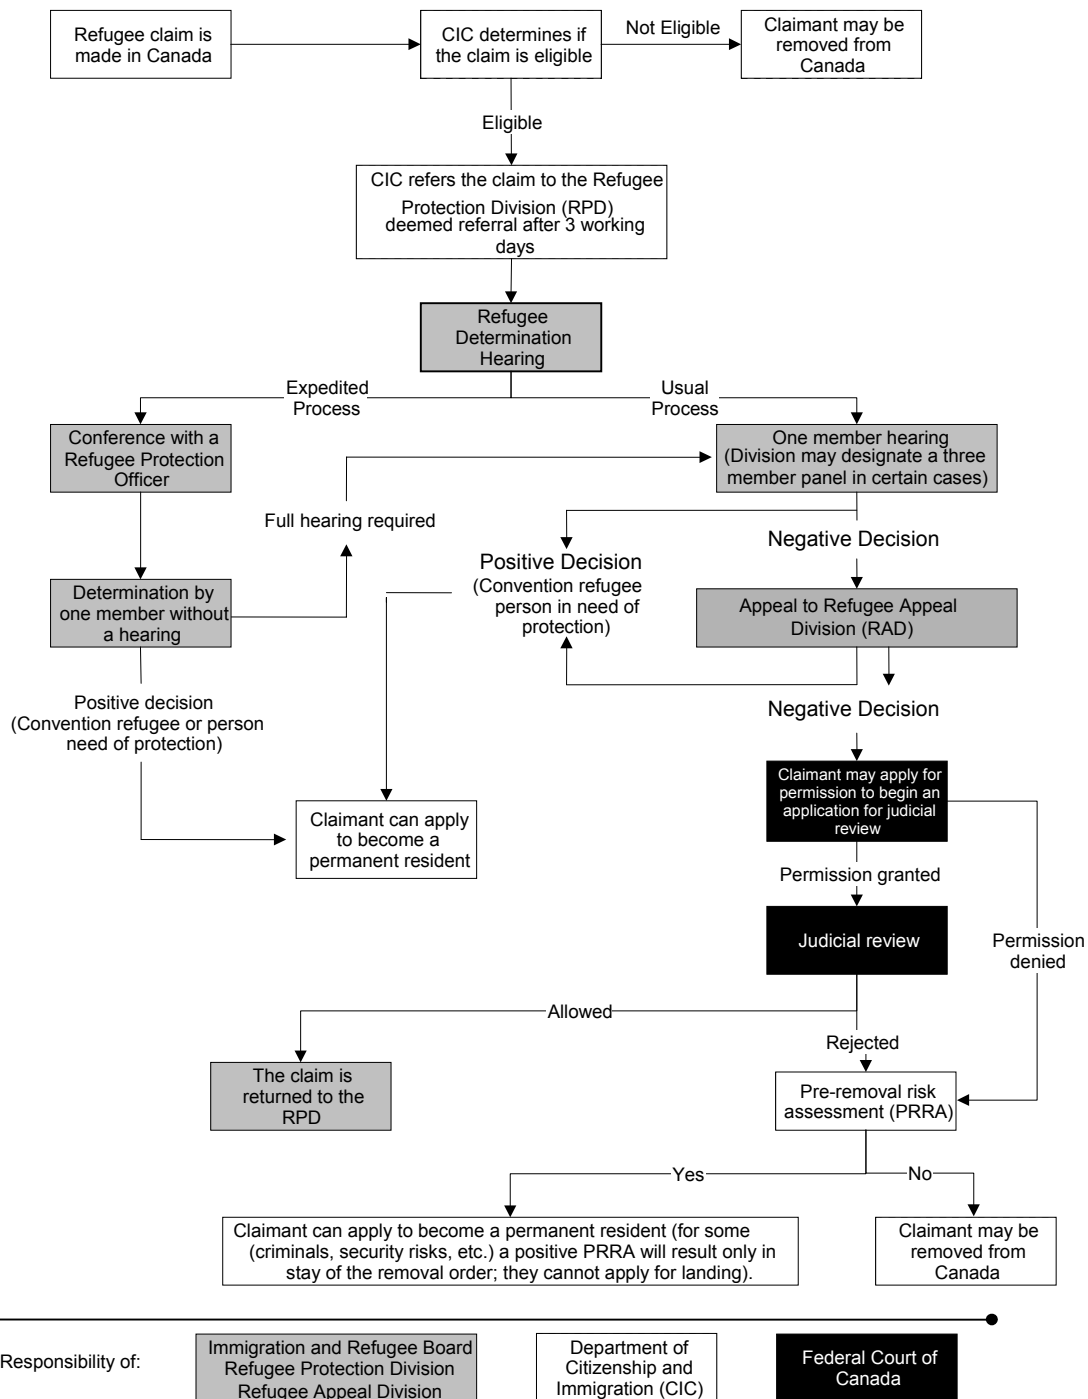 Refugee claim is
made in Canada
CIC determines if
the claim is eligible
Not Eligible
Claimant may be
removed from
Canada
Eligible
CIC refers the claim to the Refugee
Protection Division (RPD)
deemed referral after 3 working
days
Refugee
Determination
Hearing
Expedited
Process
Usual
Process
Conference with a
Refugee Protection
Officer
One member hearing
(Division may designate a three
member panel in certain cases)
Full hearing required
Positive Decision
(Convention refugee
person in need of
protection)
Negative Decision
Determination by
one member without
a hearing
Appeal to Refugee Appeal
Division (RAD)
Positive decision
(Convention refugee or person
need of protection)
Negative Decision
Claimant may apply for
permission to begin an
application for judicial
review
Claimant can apply
to become a
permanent resident
Permission granted
Judicial review
Permission
denied
Allowed
Rejected
The claim is
returned to the
RPD
Pre-removal risk
assessment (PRRA)
Yes
No
Claimant can apply to become a permanent resident (for some
(criminals, security risks, etc.) a positive PRRA will result only in
stay of the removal order; they cannot apply for landing).
Claimant may be
removed from
Canada
Responsibility of:
Immigration and Refugee Board
Refugee Protection Division
Refugee Appeal Division
Department of
Citizenship and
Immigration (CIC)
Federal Court of
Canada